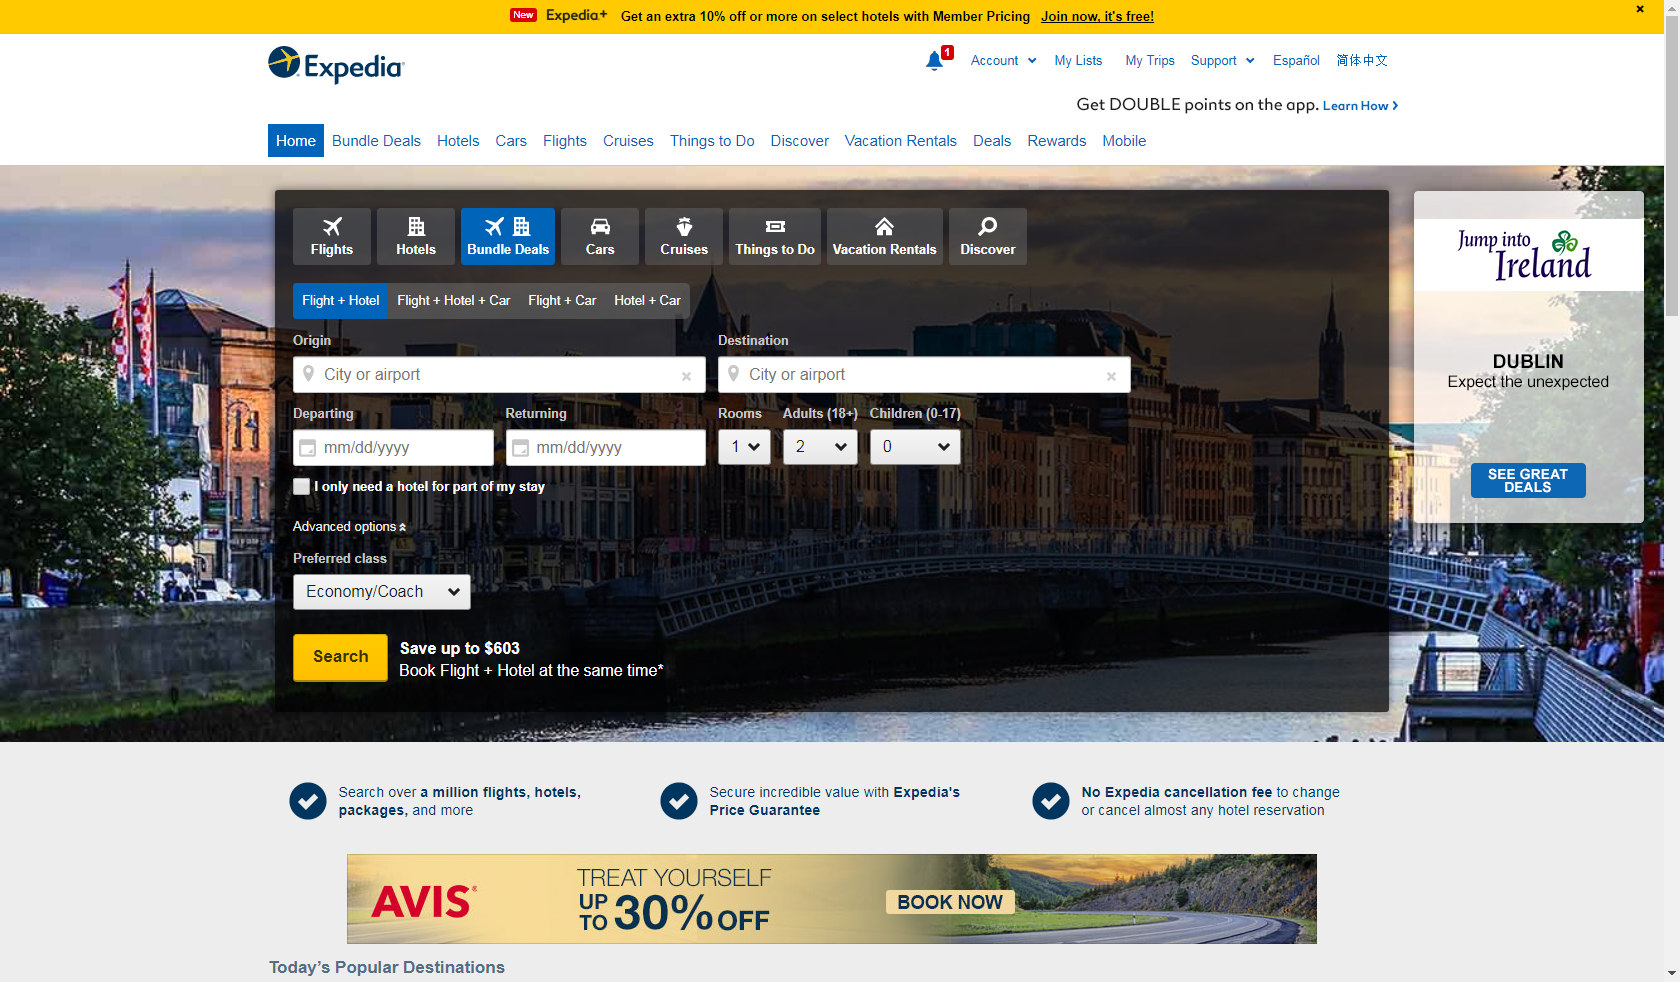 New Expedia+ Get an extra 10% off or more on select hotels with Member Pricing Join now, it's free! ×
Expedia
1 Account My Lists My Trips Support Español 简体中文
Get DOUBLE points on the app. Learn How >
Home Bundle Deals Hotels Cars Flights Cruises Things to Do Discover Vacation Rentals Deals Rewards Mobile
Flights Hotels Bundle Deals Cars Cruises Things to Do Vacation Rentals Discover
Flight + Hotel Flight + Hotel + Car Flight + Car Hotel + Car
Origin Destination
City or airport × City or airport ×
Departing Returning Rooms Adults (18+) Children (0-17)
mm/dd/yyyy mm/dd/yyyy 1 2 0
I only need a hotel for part of my stay
Advanced options
Preferred class
Economy/Coach
Search
Save up to $603
Book Flight + Hotel at the same time*
Jump into
Ireland
DUBLIN
Expect the unexpected
SEE GREAT
DEALS
Search over a million flights, hotels,
packages, and more
Secure incredible value with Expedia's
Price Guarantee
No Expedia cancellation fee to change
or cancel almost any hotel reservation
AVIS®
TREAT YOURSELF
UP TO 30% OFF
BOOK NOW
Today’s Popular Destinations